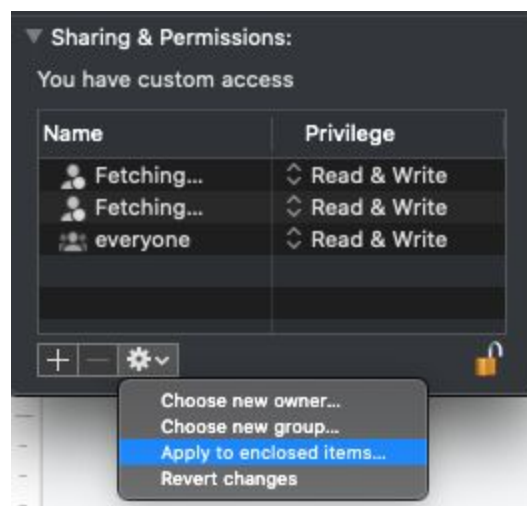 Sharing & Permissions:
You have custom access
Name Privilege
Fetching... Read & Write
Fetching... Read & Write
everyone Read & Write
Choose new owner...
Choose new group...
Apply to enclosed items...
Revert changes